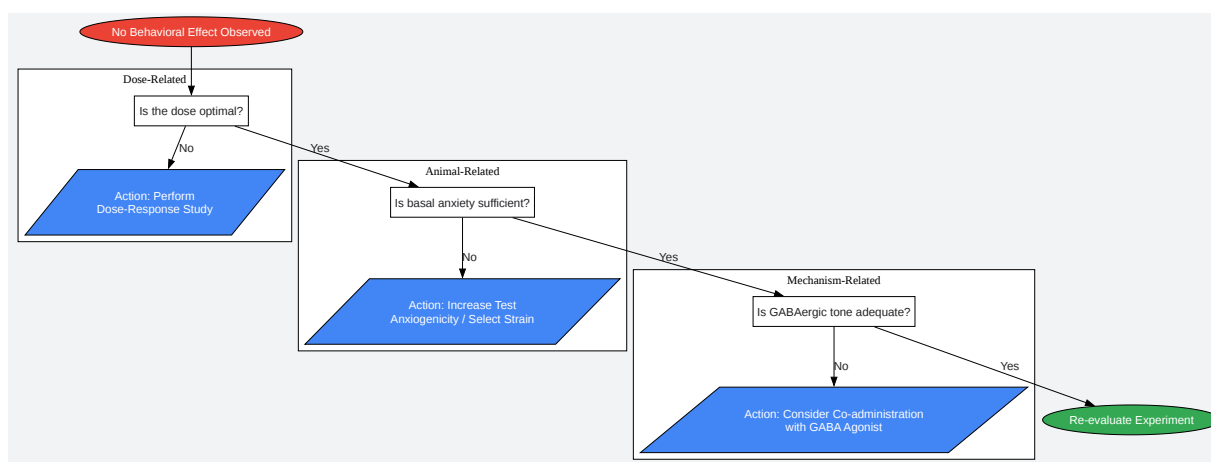 No Behavioral Effect Observed
Dose-Related
Is the dose optimal?
No
Yes
Action: Perform
Dose-Response Study
Animal-Related
Is basal anxiety sufficient?
No
Yes
Action: Increase Test
Anxiogenicity / Select Strain
Mechanism-Related
Is GABAergic tone adequate?
No
Yes
Action: Consider Co-administration
with GABA Agonist
Re-evaluate Experiment